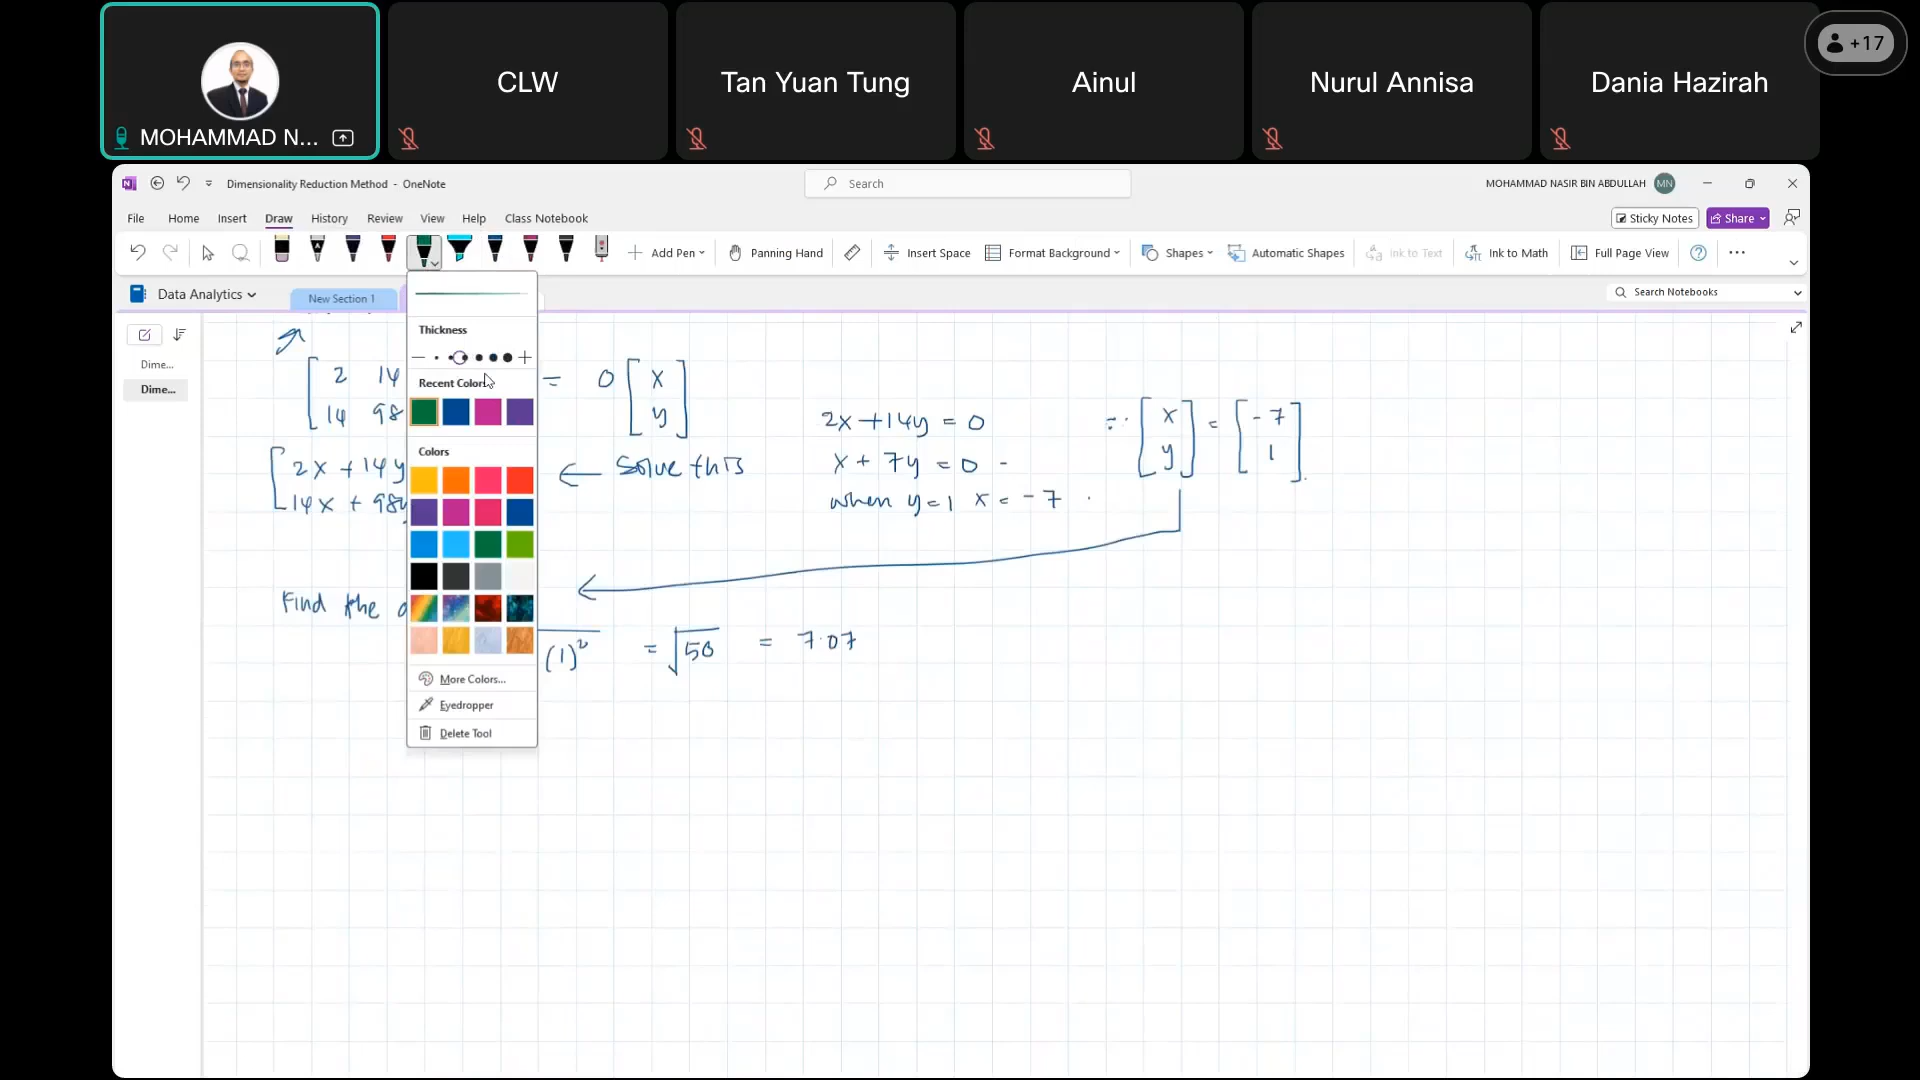 CLW
Tan Yuan Tung
Ainul
Nurul Annisa
Dania Hazirah
+17
MOHAMMAD N...
Dimensionality Reduction Method - OneNote
Search
MOHAMMAD NASIR BIN ABDULLAH
MN
File Home Insert Draw History Review View Help Class Notebook
Sticky Notes
Share
Add Pen
Panning Hand
Insert Space
Format Background
Shapes
Automatic Shapes
Ink to Text
Ink to Math
Full Page View
Data Analytics
New Section 1
Search Notebooks
Dime...
Dime...
Thickness
Recent Colors
Colors
More Colors...
Eyedropper
Delete Tool
2 14 = 0 [x
14 98 y]
2x + 14y
14x + 98y
← Solve this
2x + 14y = 0
x + 7y = 0
when y = 1 x = -7
∴ [x y] = [-7 1]
Find the
(1)² = √50 = 7.07